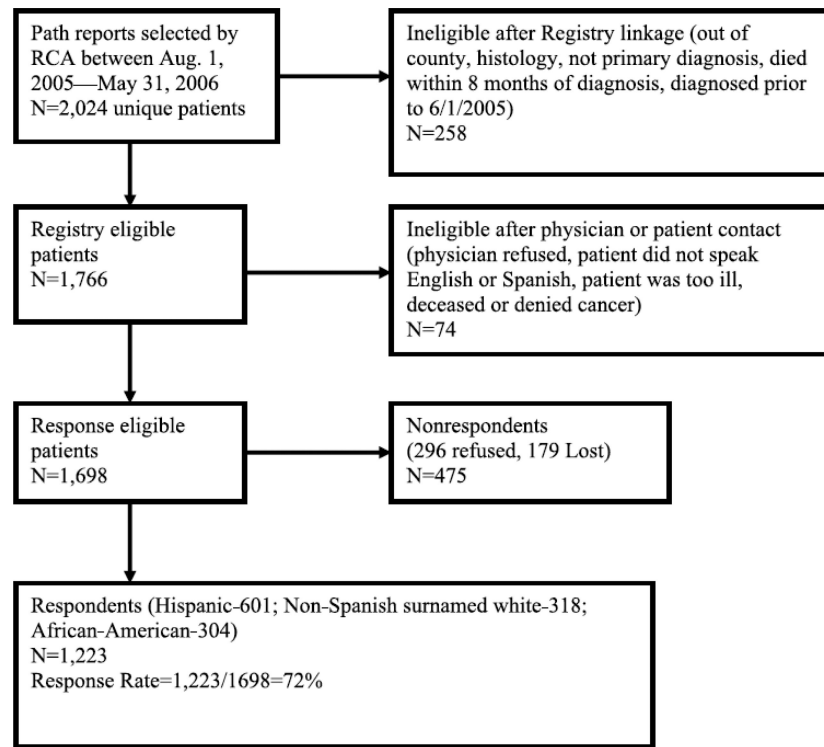 Path reports selected by
RCA between Aug. 1,
2005—May 31, 2006
N=2,024 unique patients
Ineligible after Registry linkage (out of
county, histology, not primary diagnosis, died
within 8 months of diagnosis, diagnosed prior
to 6/1/2005)
N=258
Registry eligible
patients
N=1,766
Ineligible after physician or patient contact
(physician refused, patient did not speak
English or Spanish, patient was too ill,
deceased or denied cancer)
N=74
Response eligible
patients
N=1,698
Nonrespondents
(296 refused, 179 Lost)
N=475
Respondents (Hispanic-601; Non-Spanish surnamed white-318;
African-American-304)
N=1,223
Response Rate=1,223/1698=72%